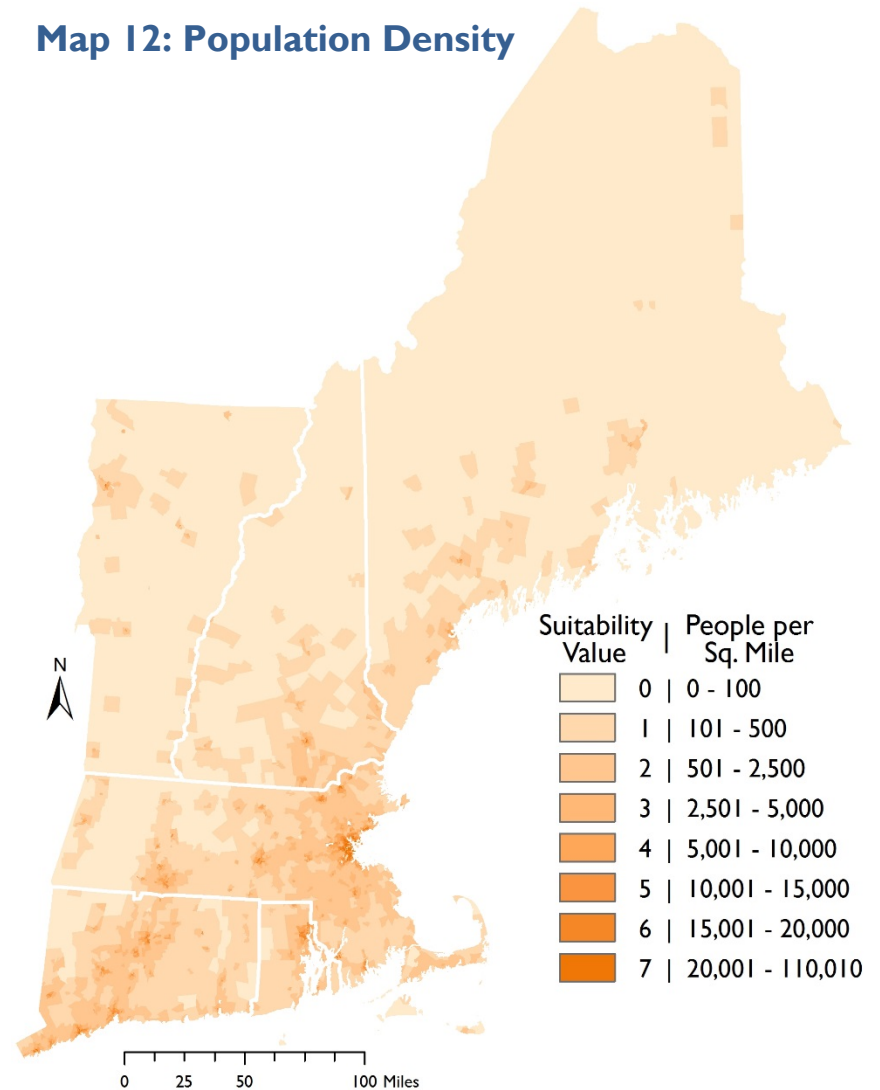 Map 12: Population Density
N
Suitability Value | People per Sq. Mile
0 | 0 - 100
1 | 101 - 500
2 | 501 - 2,500
3 | 2,501 - 5,000
4 | 5,001 - 10,000
5 | 10,001 - 15,000
6 | 15,001 - 20,000
7 | 20,001 - 110,010
0 25 50 100 Miles